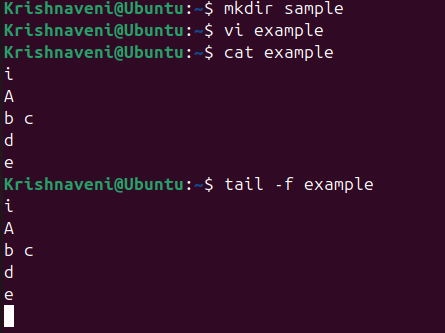 Krishnaveni@Ubuntu:~$ mkdir sample
Krishnaveni@Ubuntu:~$ vi example
Krishnaveni@Ubuntu:~$ cat example
i
A
b c
d
e
Krishnaveni@Ubuntu:~$ tail -f example
i
A
b c
d
e